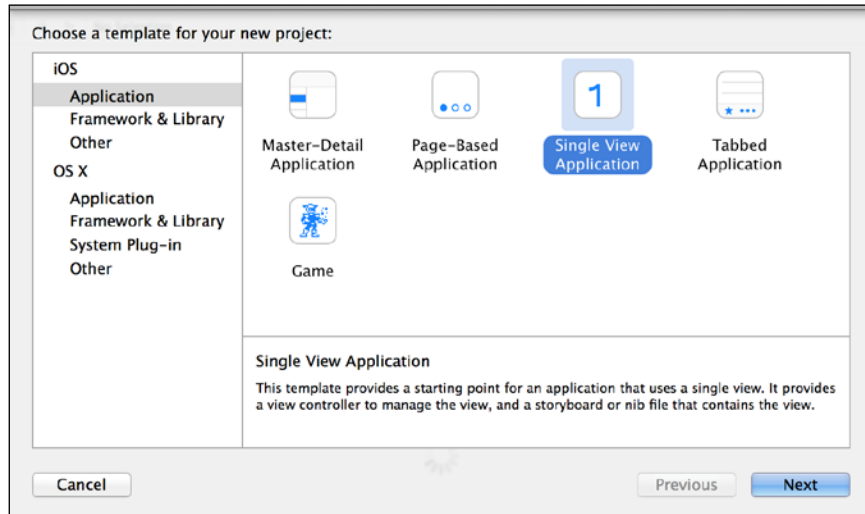 Choose a template for your new project:
iOS
Application
Framework & Library
Other
OS X
Application
Framework & Library
System Plug-in
Other
Master-Detail
Application
Page-Based
Application
1
Single View
Application
Tabbed
Application
Game
Single View Application
This template provides a starting point for an application that uses a single view. It provides
a view controller to manage the view, and a storyboard or nib file that contains the view.
Cancel
Previous
Next